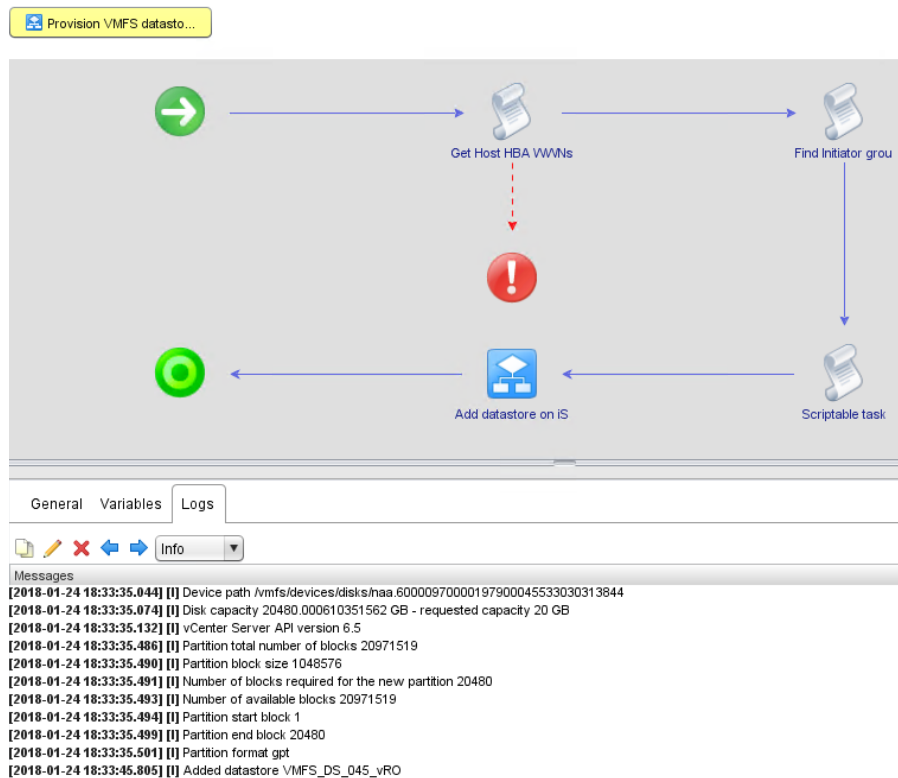 Provision VMFS datasto...
Get Host HBA WWNs
Find Initiator grou
Add datastore on iS
Scriptable task
General Variables Logs
Info
Messages
[2018-01-24 18:33:35.044] [I] Device path /vmfs/devices/disks/naa.60000970000197900045533030313844
[2018-01-24 18:33:35.074] [I] Disk capacity 20480.000610351562 GB - requested capacity 20 GB
[2018-01-24 18:33:35.132] [I] vCenter Server API version 6.5
[2018-01-24 18:33:35.486] [I] Partition total number of blocks 20971519
[2018-01-24 18:33:35.490] [I] Partition block size 1048576
[2018-01-24 18:33:35.491] [I] Number of blocks required for the new partition 20480
[2018-01-24 18:33:35.493] [I] Number of available blocks 20971519
[2018-01-24 18:33:35.494] [I] Partition start block 1
[2018-01-24 18:33:35.499] [I] Partition end block 20480
[2018-01-24 18:33:35.501] [I] Partition format gpt
[2018-01-24 18:33:45.805] [I] Added datastore VMFS_DS_045_vRO